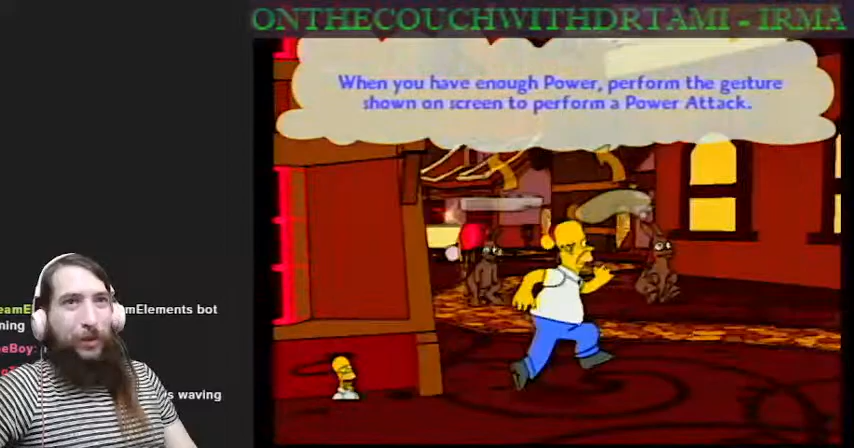 ONTHECOUCHWITHDRTAMI - IRMA
When you have enough Power, perform the gesture
shown on screen to perform a Power Attack.
mElements bot
ning
eBoy:
s waving